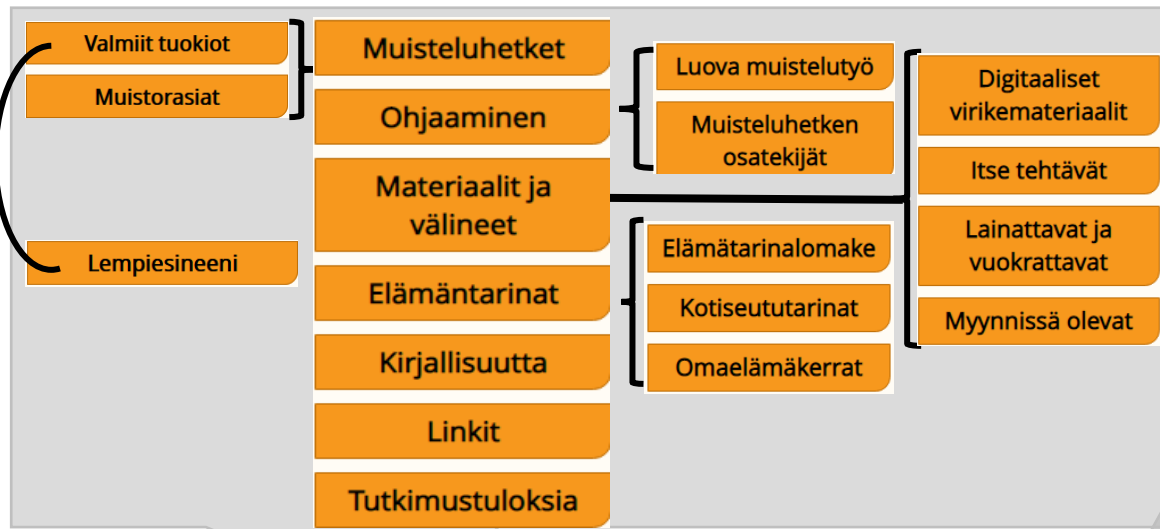 Valmiit tuokiot
Muistorasiat
Lempiesineeni
Muisteluhetket
Ohjaaminen
Materiaalit ja
välineet
Elämäntarinat
Kirjallisuutta
Linkit
Tutkimustuloksia
Luova muistelutyö
Muisteluhetken
osatekijät
Elämätarinalomake
Kotiseututarinat
Omaelämäkerrat
Digitaaliset
virikemateriaalit
Itse tehtävät
Lainattavat ja
vuokrattavat
Myynnissä olevat